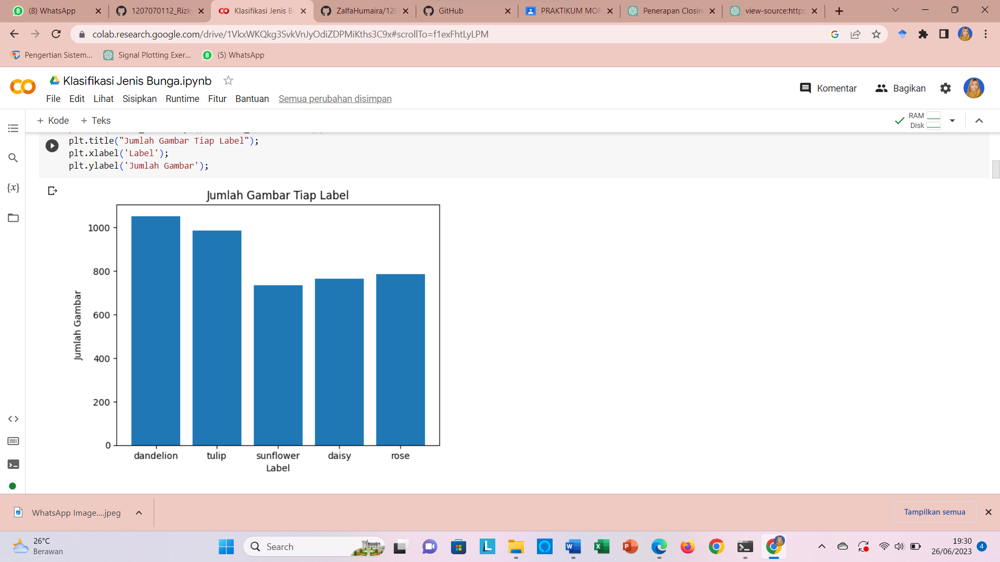 (8) WhatsApp
1207070112_Rizky
Klasifikasi Jenis Bu
ZalfaHumaira/120
GitHub
PRAKTIKUM MOR
Penerapan Closin
view-source:https
colab.research.google.com/drive/1VkxWKQkg3SvkVnJyOdiZDPMiKths3C9x#scrollTo=f1exFhtLyLPM
Pengertian Sistem...
Signal Plotting Exer...
(5) WhatsApp
Klasifikasi Jenis Bunga.ipynb
Komentar
Bagikan
File Edit Lihat Sisipkan Runtime Fitur Bantuan Semua perubahan disimpan
+ Kode + Teks
RAM
Disk
plt.title("Jumlah Gambar Tiap Label");
plt.xlabel('Label');
plt.ylabel('Jumlah Gambar');
{x}
Jumlah Gambar Tiap Label
1000
800
600
400
200
0
Jumlah Gambar
dandelion tulip sunflower daisy rose
Label
WhatsApp Image....jpeg
Tampilkan semua
26°C
Berawan
Search
19:30
26/06/2023
4